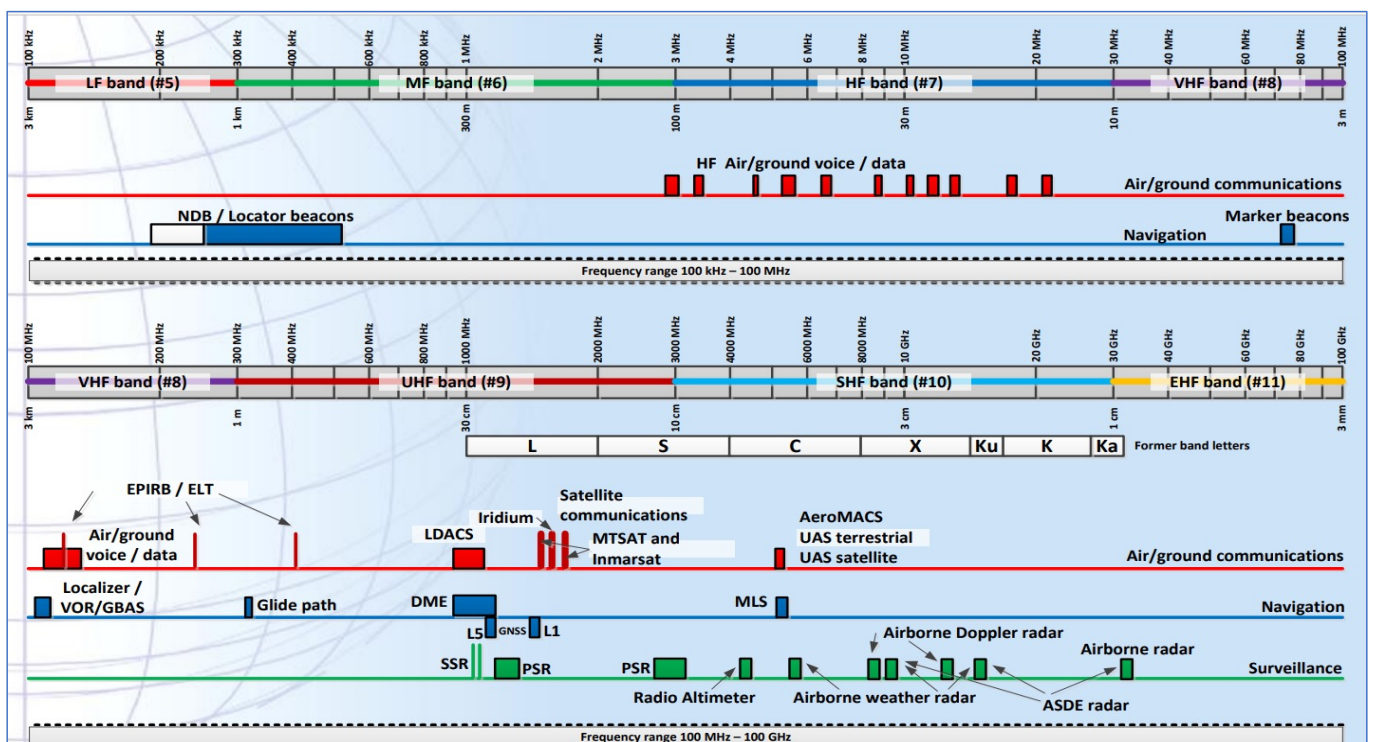 100 kHz
200 kHz
300 kHz
400 kHz
600 kHz
800 kHz
1 MHz
2 MHz
3 MHz
4 MHz
6 MHz
8 MHz
10 MHz
20 MHz
30 MHz
40 MHz
60 MHz
80 MHz
100 MHz
LF band (#5)
MF band (#6)
HF band (#7)
VHF band (#8)
3 km
1 km
300 m
100 m
30 m
10 m
3 m
HF Air/ground voice / data
Air/ground communications
NDB / Locator beacons
Marker beacons
Navigation
Frequency range 100 kHz – 100 MHz
100 MHz
200 MHz
300 MHz
400 MHz
600 MHz
800 MHz
1000 MHz
2000 MHz
3000 MHz
4000 MHz
6000 MHz
8000 MHz
10 GHz
20 GHz
30 GHz
40 GHz
60 GHz
80 GHz
100 GHz
VHF band (#8)
UHF band (#9)
SHF band (#10)
EHF band (#11)
3 km
1 m
30 cm
10 cm
3 cm
1 cm
3 mm
L
S
C
X
Ku
K
Ka
Former band letters
EPIRB / ELT
Air/ground
voice / data
LDACS
Iridium
Satellite
communications
MTSAT and
Inmarsat
AeroMACS
UAS terrestrial
UAS satellite
Air/ground communications
Localizer /
VOR/GBAS
Glide path
DME
MLS
Navigation
L5
GNSS
L1
SSR
PSR
PSR
Radio Altimeter
Airborne Doppler radar
Airborne weather radar
Airborne radar
ASDE radar
Surveillance
Frequency range 100 MHz – 100 GHz